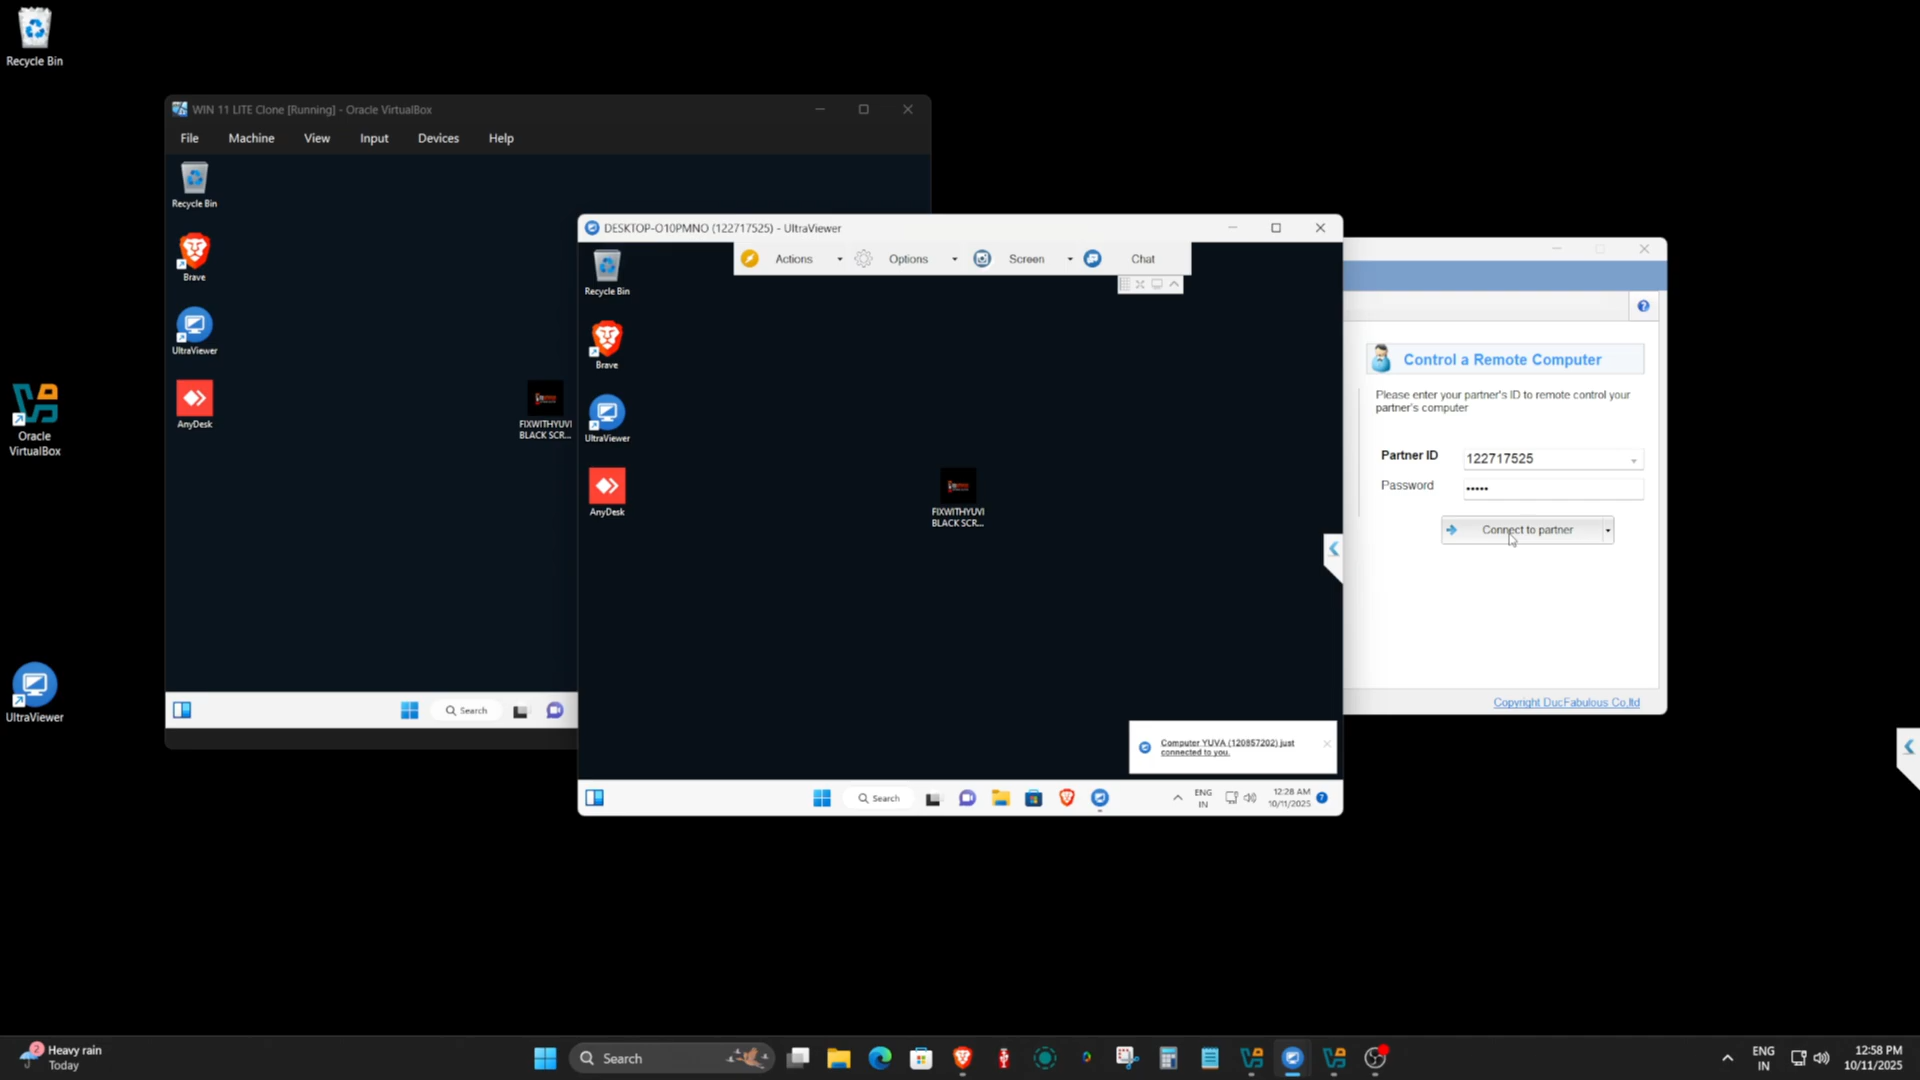 Recycle Bin
WIN 11 LITE Clone [Running] - Oracle VirtualBox
File Machine View Input Devices Help
Recycle Bin
Brave
UltraViewer
AnyDesk
FIXWITHYUVI
BLACK SCR...
Search
DESKTOP-O10PMNO (122717525) - UltraViewer
Actions Options Screen Chat
Recycle Bin
Brave
UltraViewer
AnyDesk
FIXWITHYUVI
BLACK SCR...
Computer YUVA (120857202) just
connected to you.
Search
ENG
IN
12:28 AM
10/11/2025
7
Control a Remote Computer
Please enter your partner's ID to remote control your
partner's computer
Partner ID 122717525
Password •••••
Connect to partner
Copyright DucFabulous Co,ltd
Oracle
VirtualBox
UltraViewer
2
Heavy rain
Today
Search
ENG
IN
12:58 PM
10/11/2025